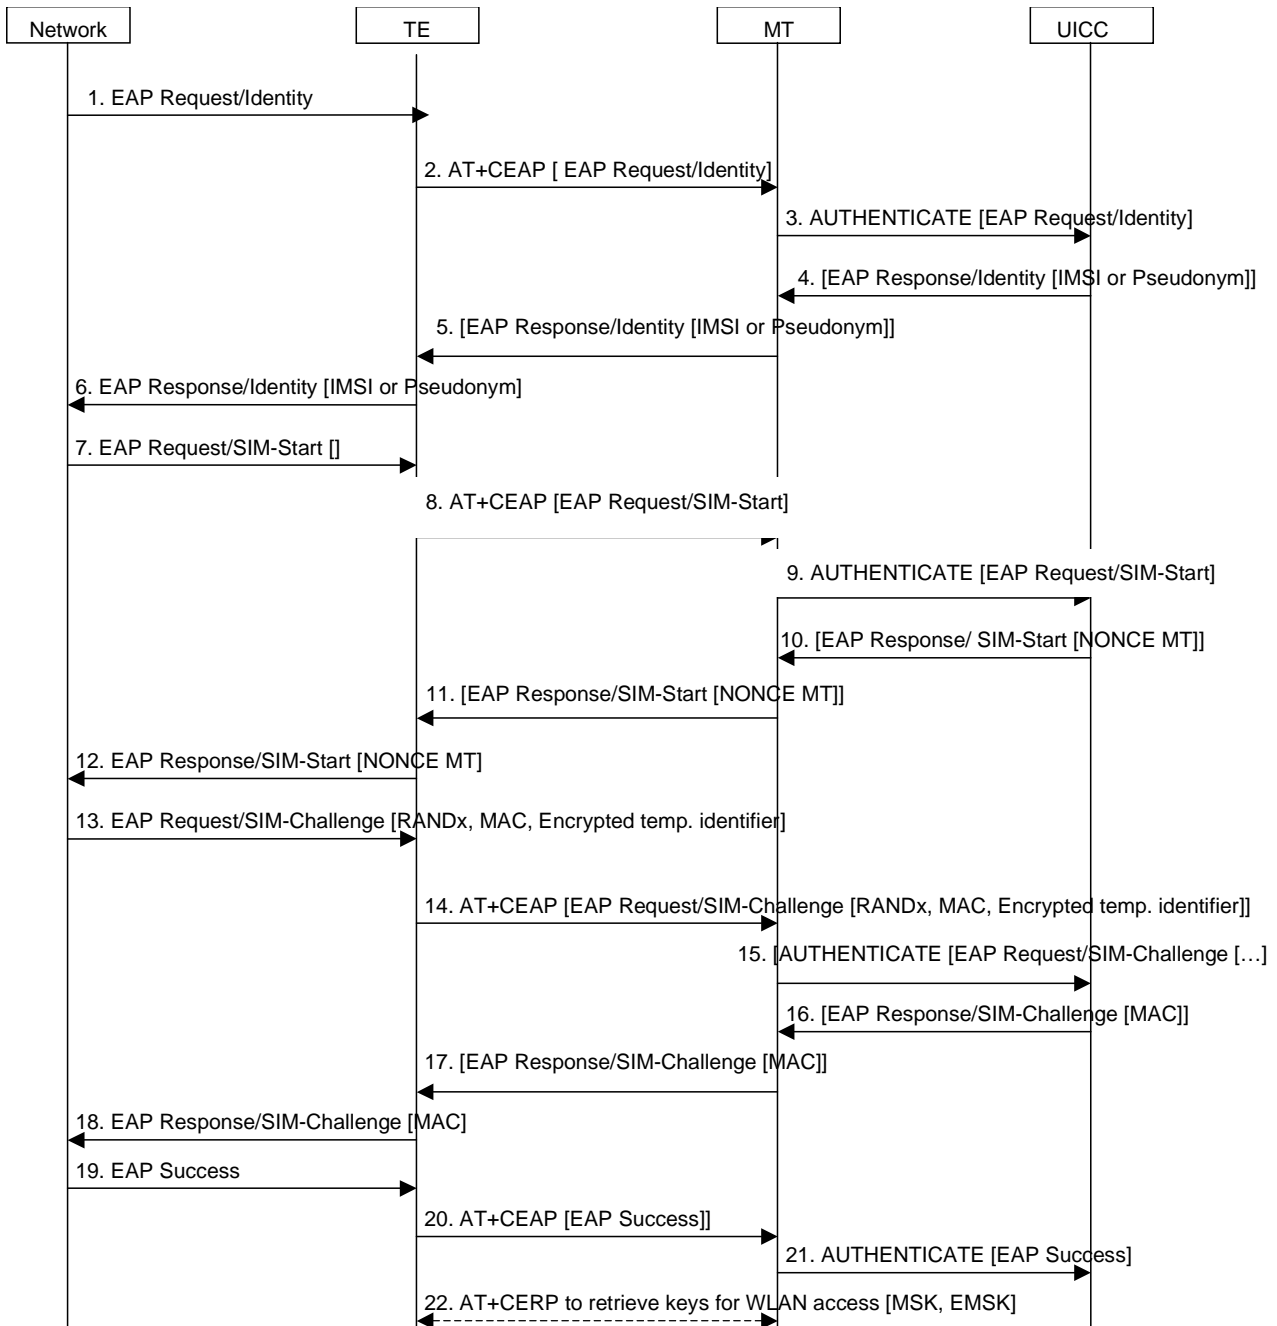 Network
TE
MT
UICC
1. EAP Request/Identity
2. AT+CEAP [ EAP Request/Identity]
3. AUTHENTICATE [EAP Request/Identity]
4. [EAP Response/Identity [IMSI or Pseudonym]]
5. [EAP Response/Identity [IMSI or Pseudonym]]
6. EAP Response/Identity [IMSI or Pseudonym]
7. EAP Request/SIM-Start []
8. AT+CEAP [EAP Request/SIM-Start]
9. AUTHENTICATE [EAP Request/SIM-Start]
10. [EAP Response/ SIM-Start [NONCE MT]]
11. [EAP Response/SIM-Start [NONCE MT]]
12. EAP Response/SIM-Start [NONCE MT]
13. EAP Request/SIM-Challenge [RANDx, MAC, Encrypted temp. identifier]
14. AT+CEAP [EAP Request/SIM-Challenge [RANDx, MAC, Encrypted temp. identifier]]
15. [AUTHENTICATE [EAP Request/SIM-Challenge […]
16. [EAP Response/SIM-Challenge [MAC]]
17. [EAP Response/SIM-Challenge [MAC]]
18. EAP Response/SIM-Challenge [MAC]
19. EAP Success
20. AT+CEAP [EAP Success]]
21. AUTHENTICATE [EAP Success]
22. AT+CERP to retrieve keys for WLAN access [MSK, EMSK]